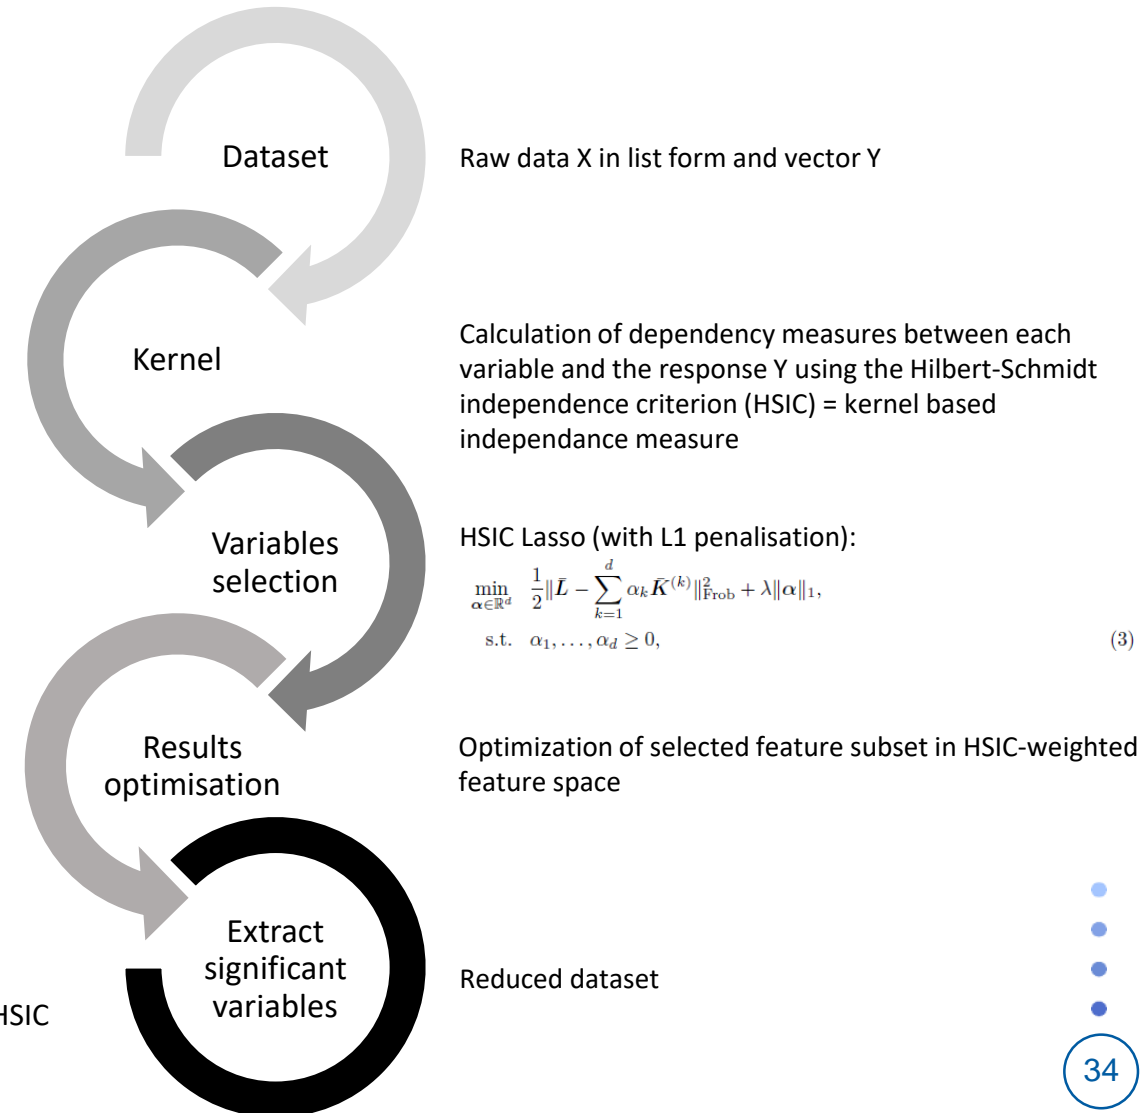 Dataset
Raw data X in list form and vector Y
Kernel
Calculation of dependency measures between each
variable and the response Y using the Hilbert-Schmidt
independence criterion (HSIC) = kernel based
independance measure
Variables
selection
HSIC Lasso (with L1 penalisation):
min_{α∈ℝ^d} 1/2 ‖L̄ − ∑_{k=1}^{d} α_k K̄^{(k)}‖²_{Frob} + λ‖α‖₁,
s.t. α₁, . . . , α_d ≥ 0, (3)
Results
optimisation
Optimization of selected feature subset in HSIC-weighted
feature space
Extract
significant
variables
Reduced dataset
HSIC
34